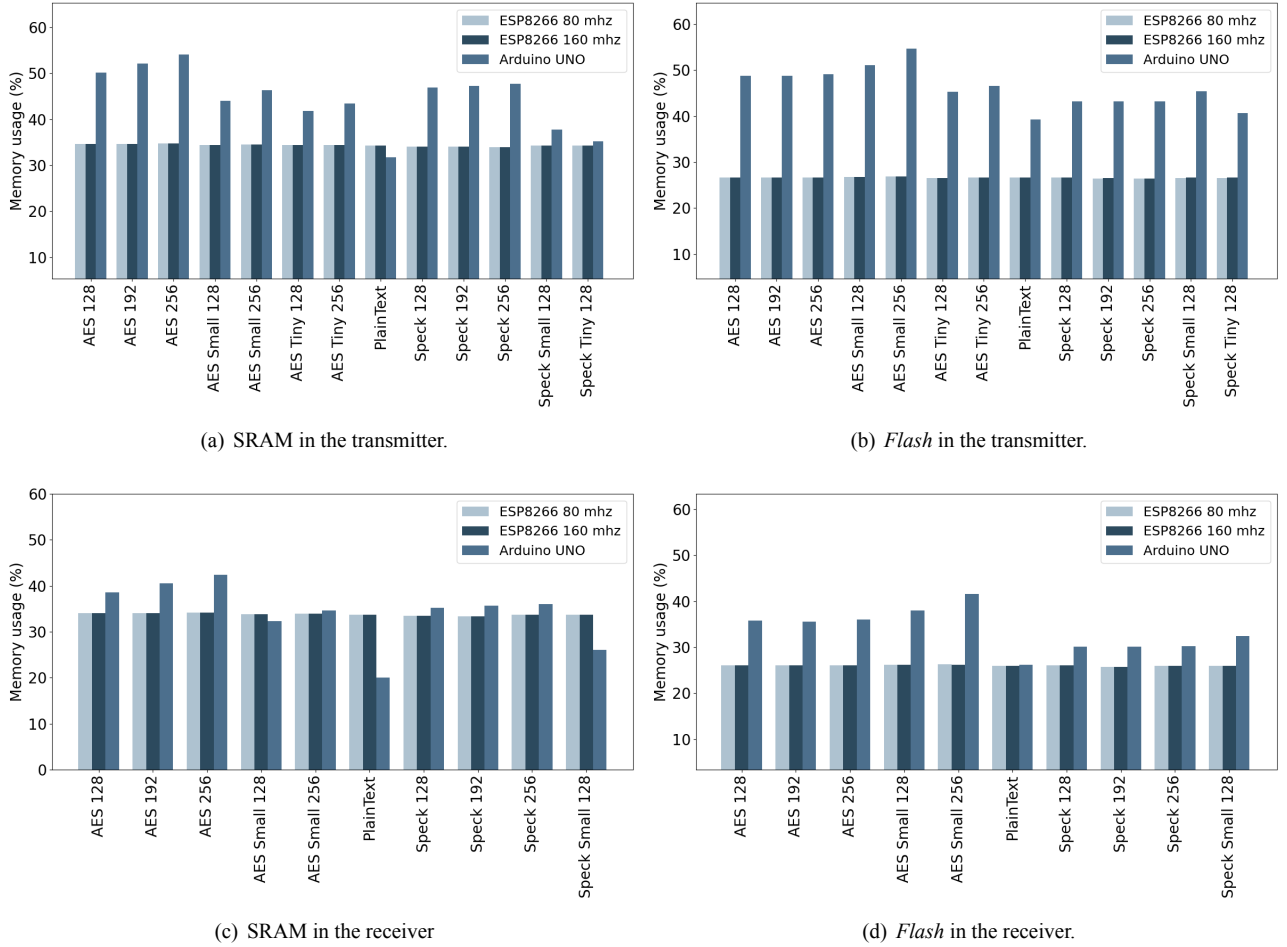 Memory usage (%)
60
50
40
30
20
10
ESP8266 80 mhz
ESP8266 160 mhz
Arduino UNO
AES 128
AES 192
AES 256
AES Small 128
AES Small 256
AES Tiny 128
AES Tiny 256
PlainText
Speck 128
Speck 192
Speck 256
Speck Small 128
Speck Tiny 128
(a) SRAM in the transmitter.
Memory usage (%)
60
50
40
30
20
10
ESP8266 80 mhz
ESP8266 160 mhz
Arduino UNO
AES 128
AES 192
AES 256
AES Small 128
AES Small 256
AES Tiny 128
AES Tiny 256
PlainText
Speck 128
Speck 192
Speck 256
Speck Small 128
Speck Tiny 128
(b) Flash in the transmitter.
Memory usage (%)
60
50
40
30
20
10
0
ESP8266 80 mhz
ESP8266 160 mhz
Arduino UNO
AES 128
AES 192
AES 256
AES Small 128
AES Small 256
PlainText
Speck 128
Speck 192
Speck 256
Speck Small 128
(c) SRAM in the receiver
Memory usage (%)
60
50
40
30
20
10
ESP8266 80 mhz
ESP8266 160 mhz
Arduino UNO
AES 128
AES 192
AES 256
AES Small 128
AES Small 256
PlainText
Speck 128
Speck 192
Speck 256
Speck Small 128
(d) Flash in the receiver.